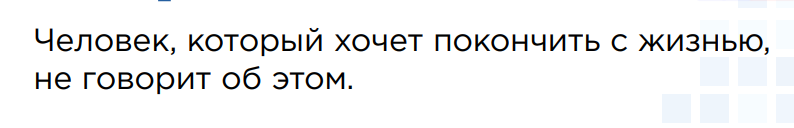 Человек, который хочет покончить с жизнью,
не говорит об этом.